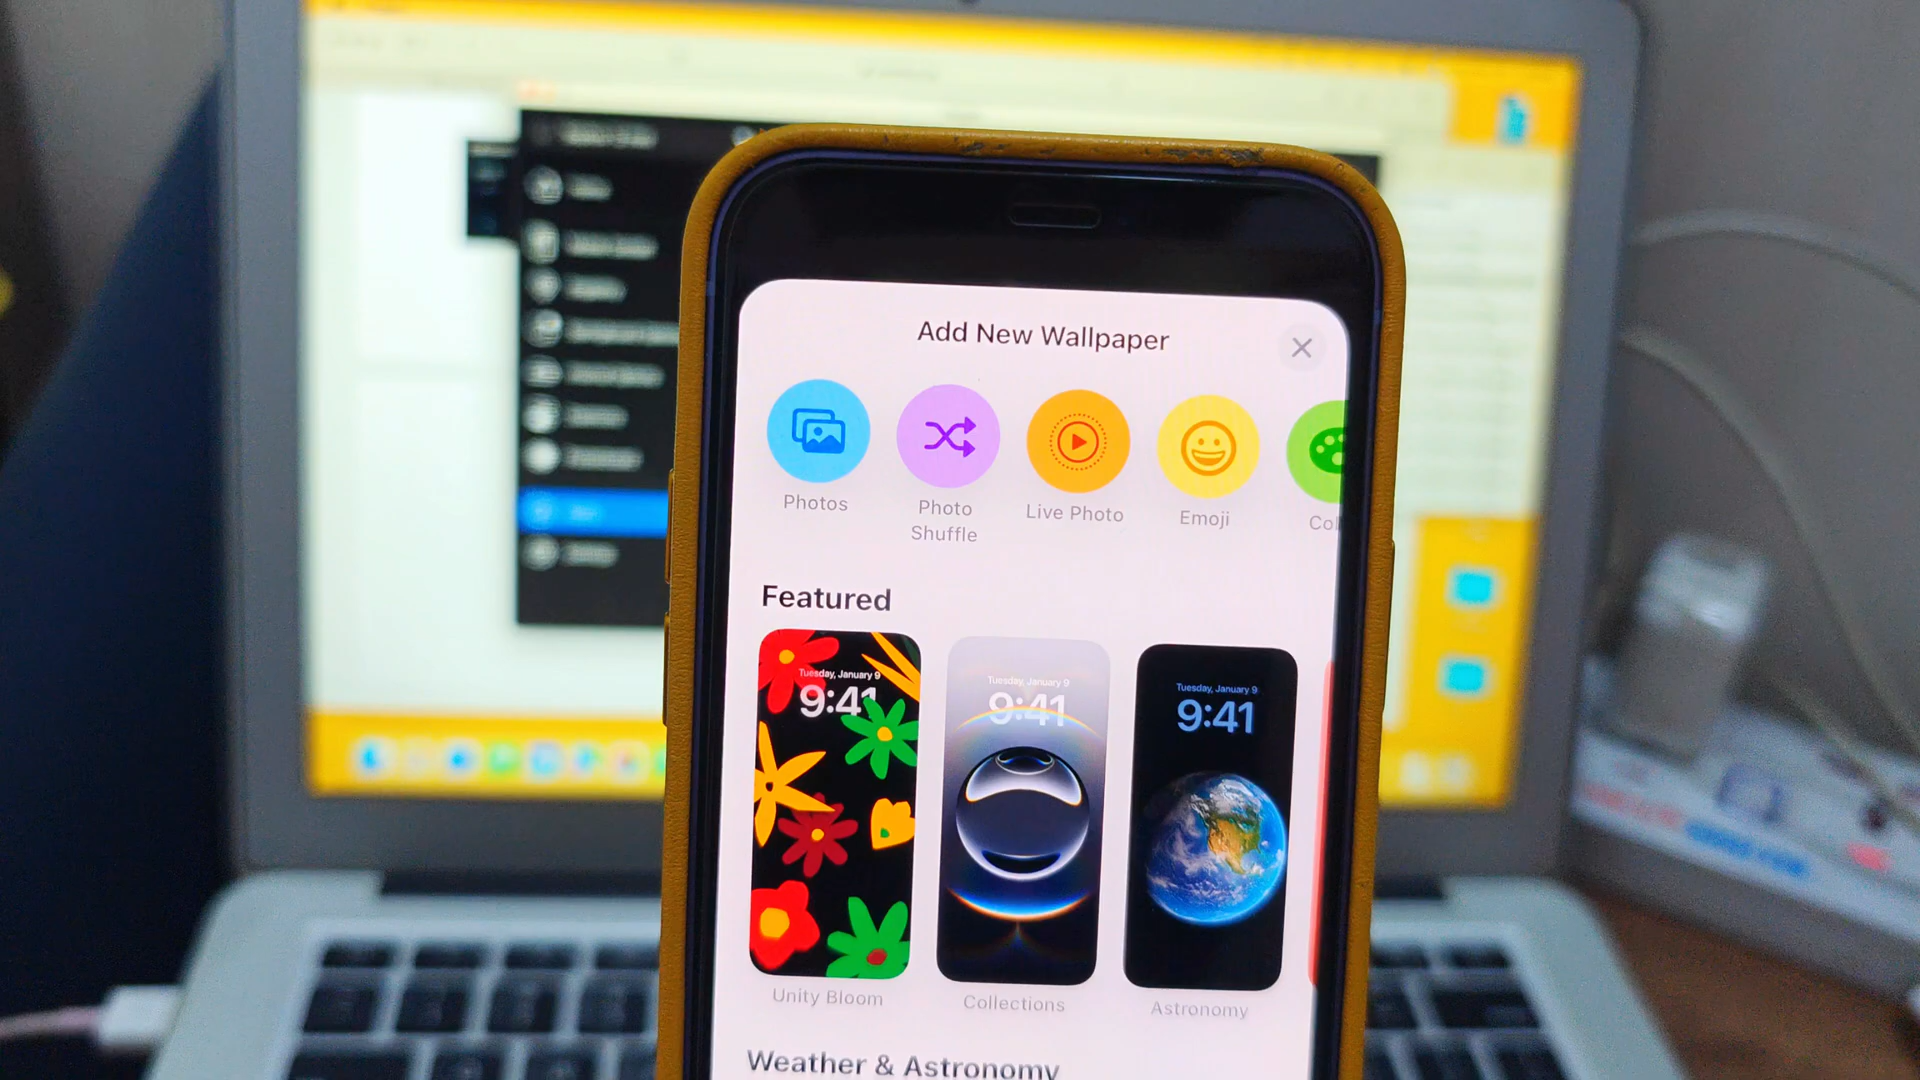 Add New Wallpaper
Photos
Photo
Shuffle
Live Photo
Emoji
Col
Featured
Tuesday, January 9
9:41
Tuesday, January 9
9:41
Tuesday, January 9
9:41
Unity Bloom
Collections
Astronomy
Weather & Astronomy